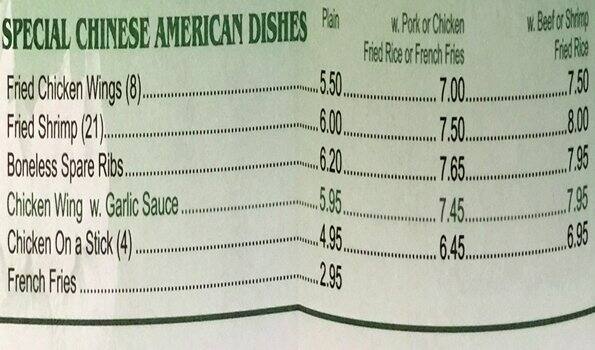 SPECIAL CHINESE AMERICAN DISHES Plain w. Pork or Chicken w. Beef or Shrimp
Fried Rice or French Fries Fried Rice
Fried Chicken Wings (8) 5.50 7.00 7.50
Fried Shrimp (21) 6.00 7.50 8.00
Boneless Spare Ribs 6.20 7.65 7.95
Chicken Wing w. Garlic Sauce 5.95 7.45 7.95
Chicken On a Stick (4) 4.95 6.45 6.95
French Fries 2.95